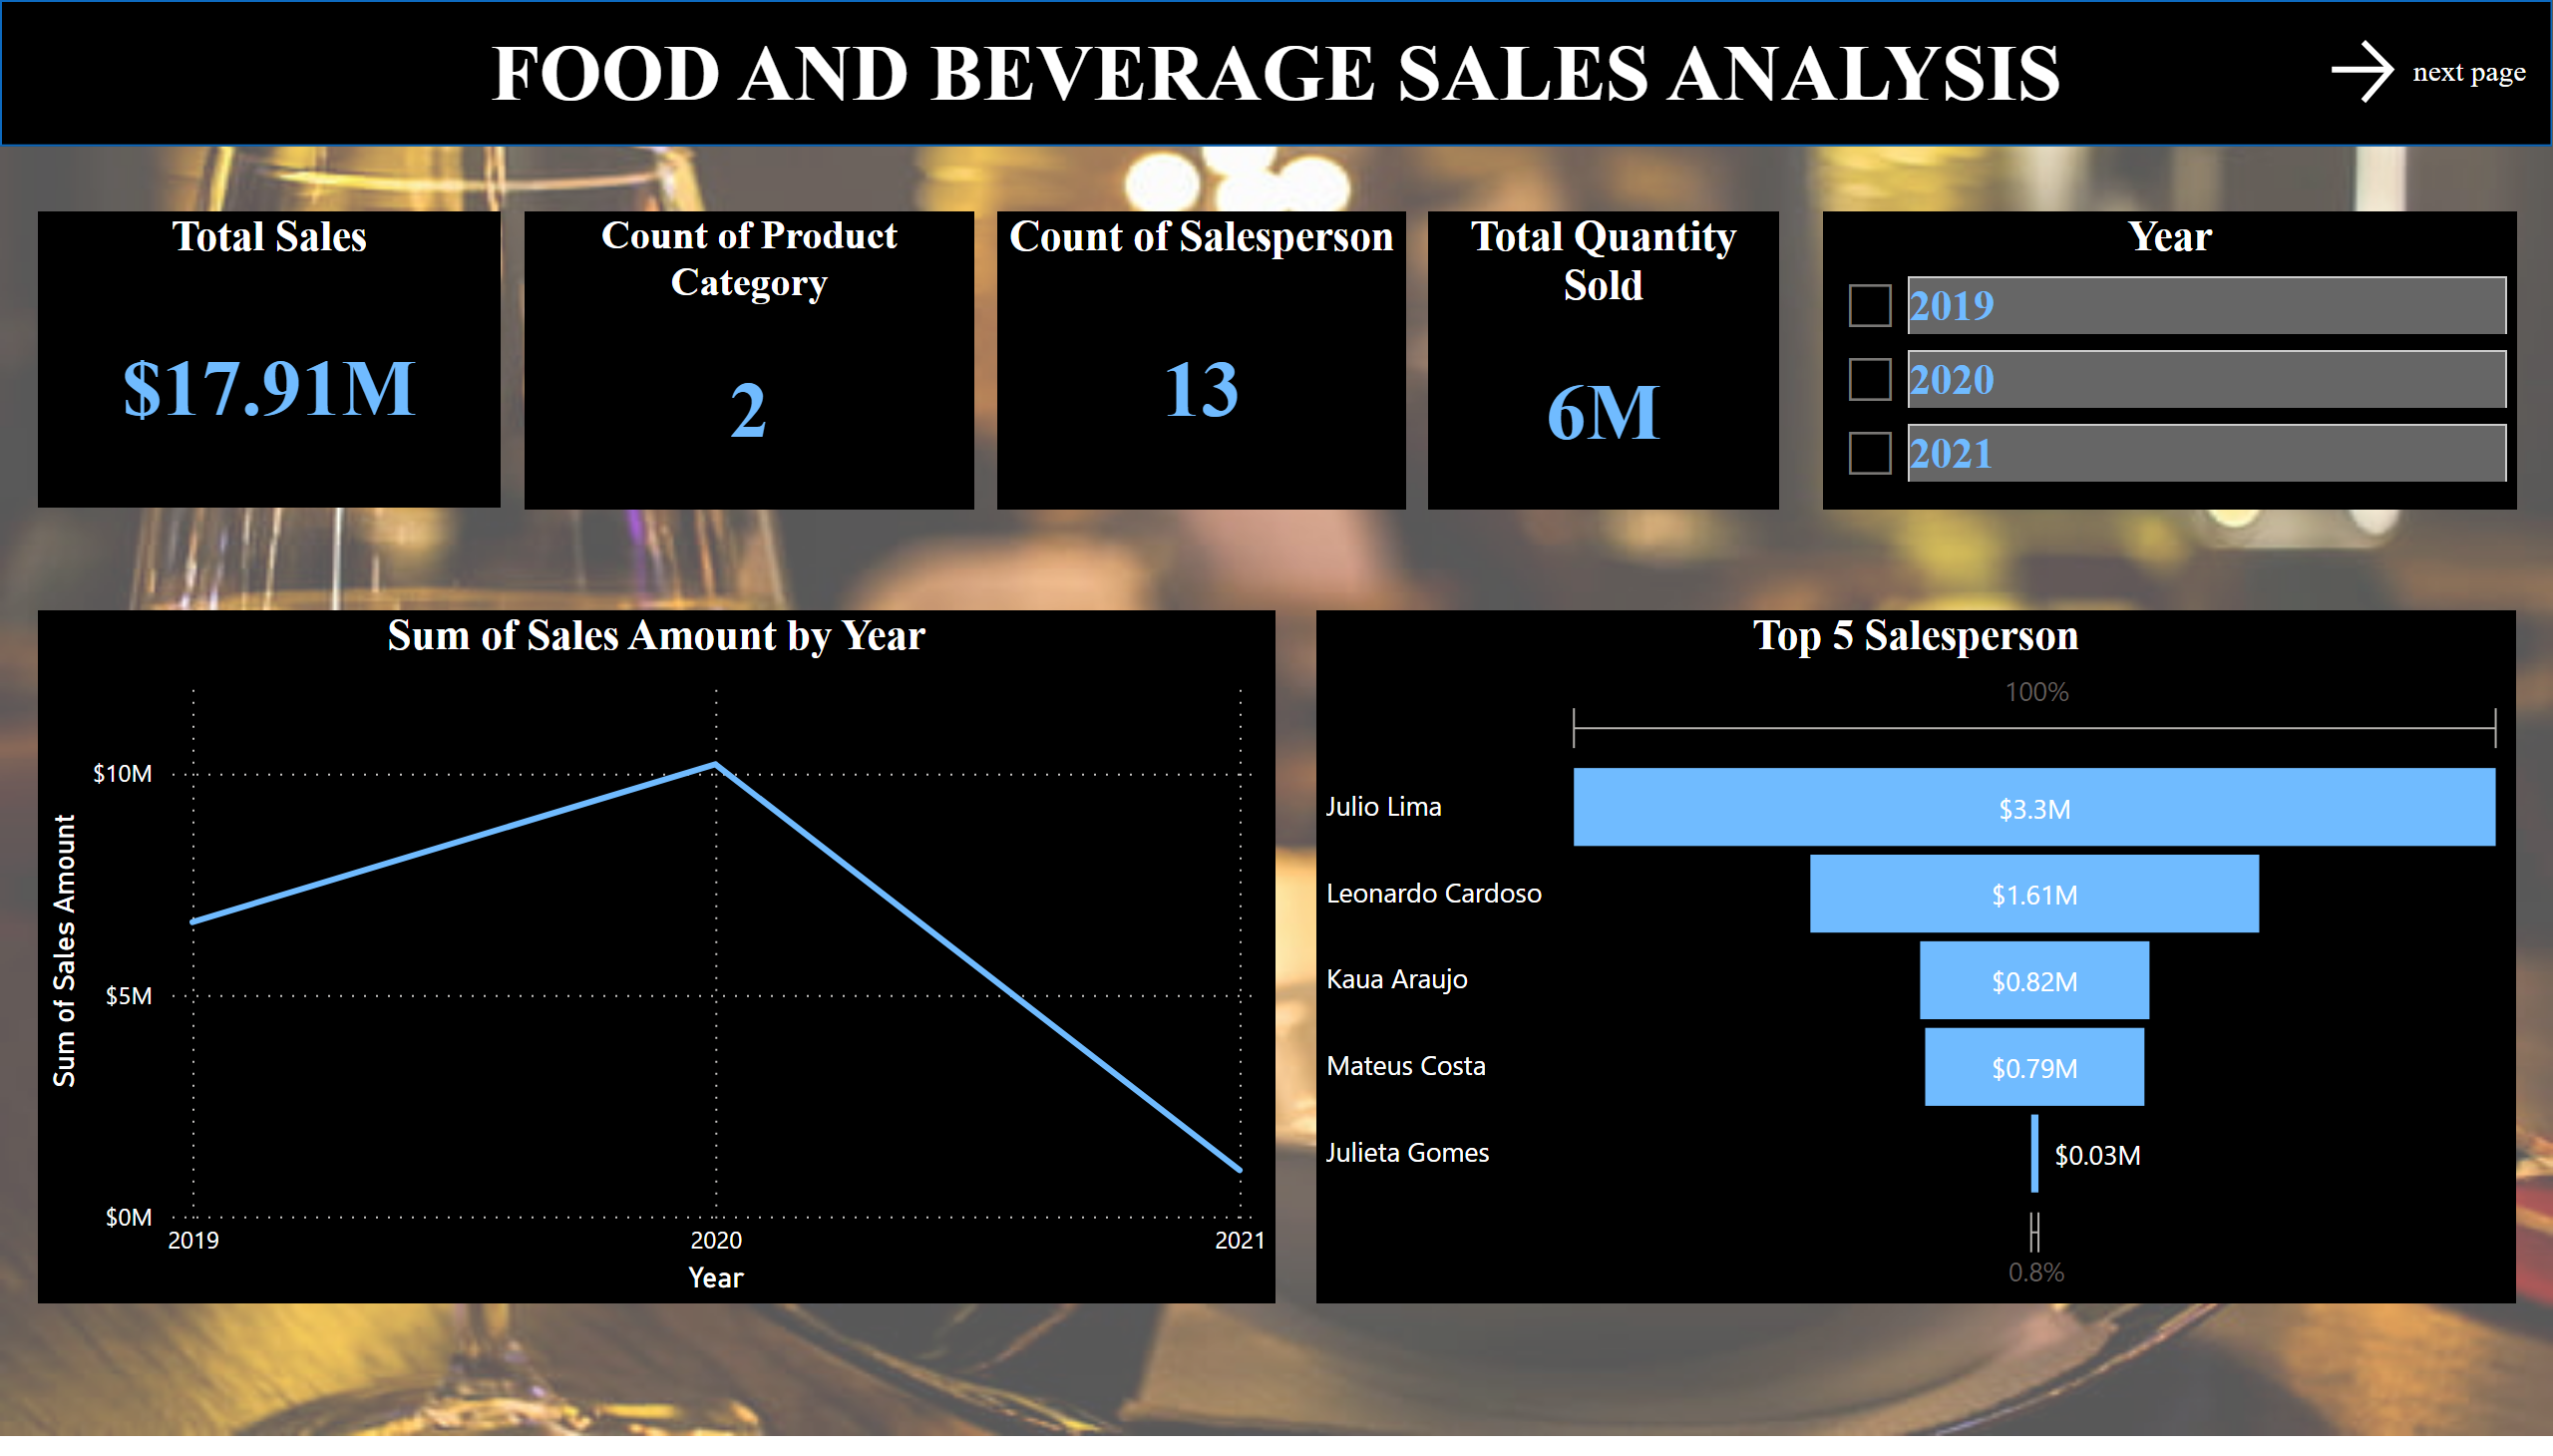 FOOD AND BEVERAGE SALES ANALYSIS
next page
Total Sales
$17.91M
Count of Product
Category
2
Count of Salesperson
13
Total Quantity
Sold
6M
Year
2019
2020
2021
Sum of Sales Amount by Year
Sum of Sales Amount
$10M
$5M
$0M
2019
2020
2021
Year
Top 5 Salesperson
100%
Julio Lima
$3.3M
Leonardo Cardoso
$1.61M
Kaua Araujo
$0.82M
Mateus Costa
$0.79M
Julieta Gomes
$0.03M
0.8%